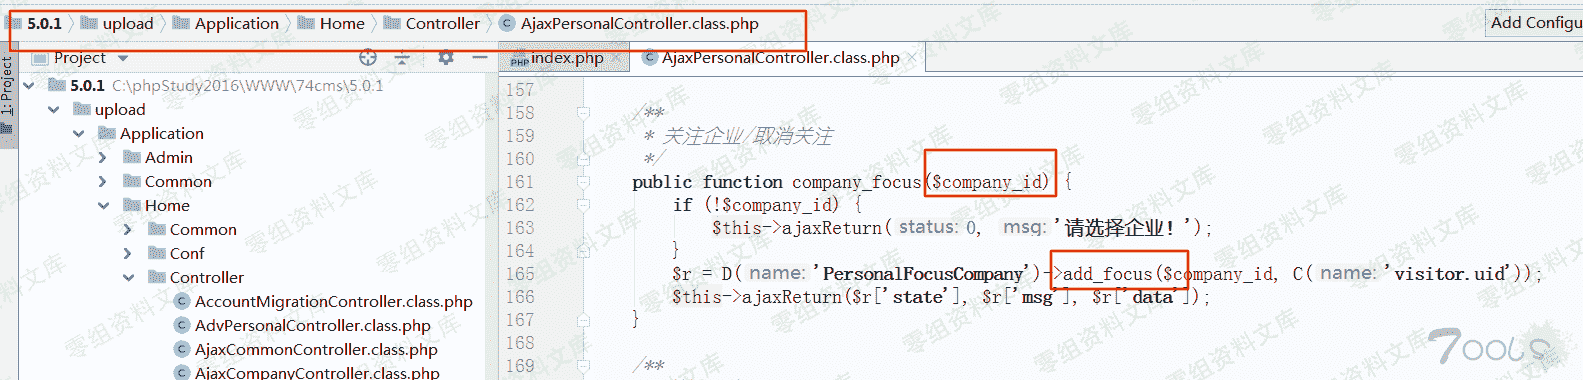 5.0.1 upload Application Home Controller AjaxPersonalController.class.php
Add Configu
Project
index.php AjaxPersonalController.class.php
1: Project
5.0.1 C:\phpStudy2016\WWW\74cms\5.0.1
upload
Application
Admin
Common
Home
Common
Conf
Controller
AccountMigrationController.class.php
AdvPersonalController.class.php
AjaxCommonController.class.php
AjaxCompanyController.class.php
157
158 /**
159 * 关注企业/取消关注
160 */
161 public function company_focus($company_id) {
162 if (!$company_id) {
163 $this->ajaxReturn( status: 0, msg: '请选择企业!');
164 }
165 $r = D( name: 'PersonalFocusCompany')->add_focus($company_id, C( name: 'visitor.uid'));
166 $this->ajaxReturn($r['state'], $r['msg'], $r['data']);
167 }
168
169 /**
零组资料文库
7ools